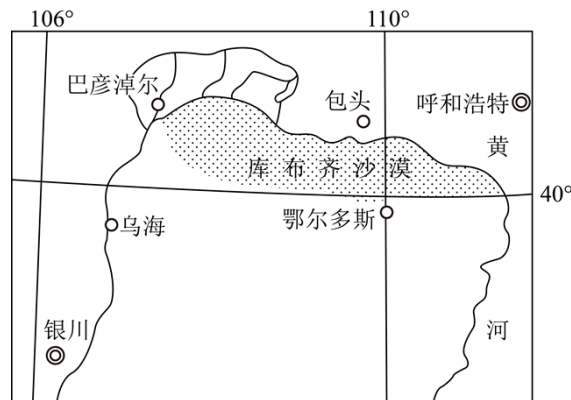 106°
110°
巴彦淖尔
包头
呼和浩特
黄
库布齐沙漠
40°
乌海
鄂尔多斯
银川
河